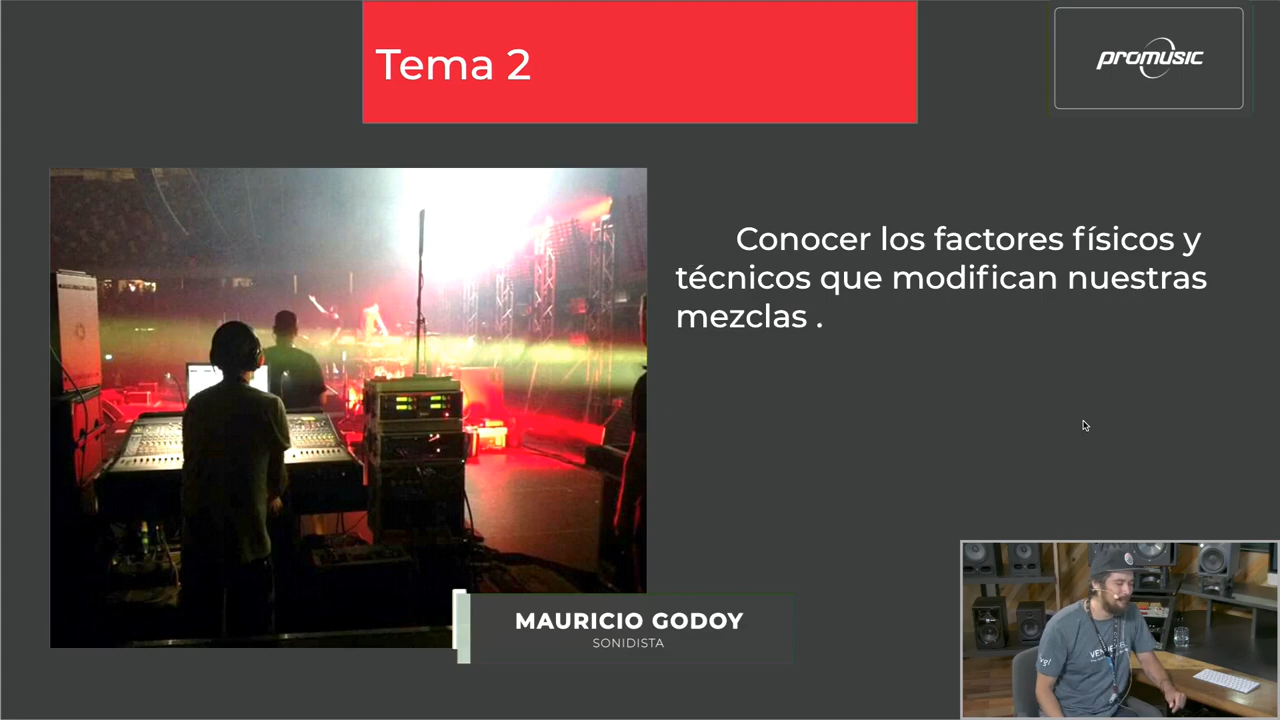 Tema 2
promusic
Conocer los factores físicos y
técnicos que modifican nuestras
mezclas .
MAURICIO GODOY
SONIDISTA